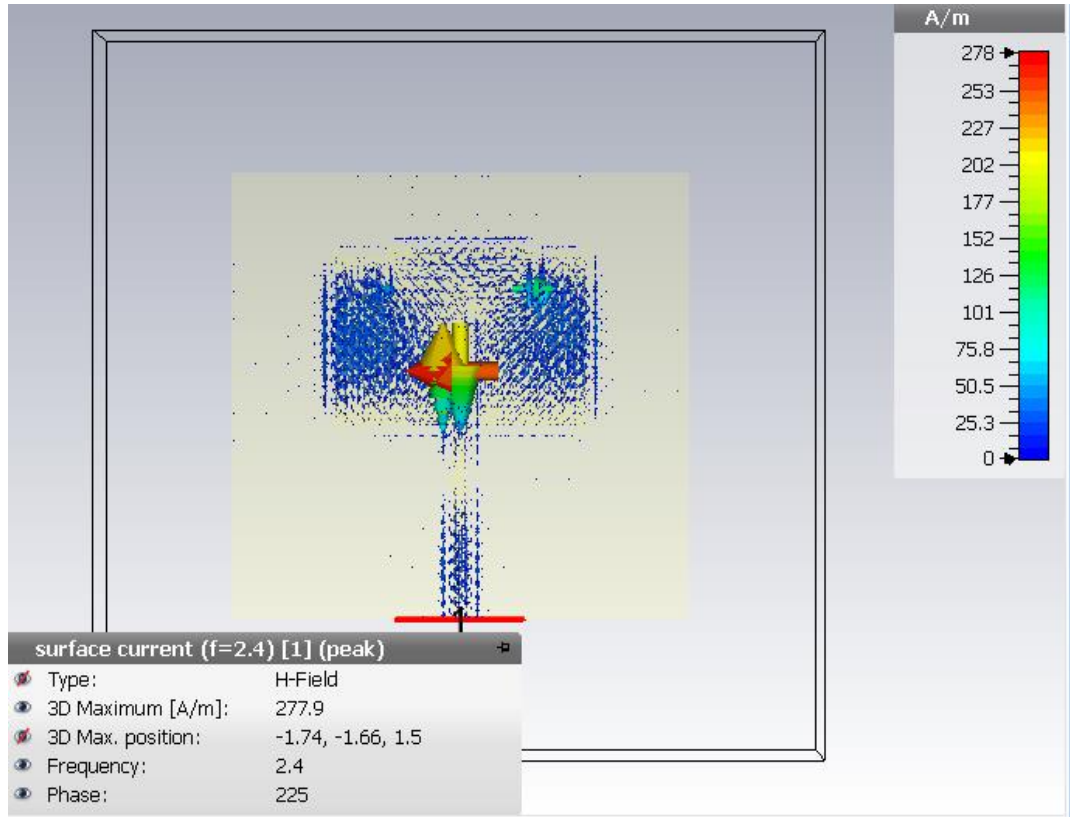 A/m
278
253
227
202
177
152
126
101
75.8
50.5
25.3
0
surface current (f=2.4) [1] (peak)
Type: H-Field
3D Maximum [A/m]: 277.9
3D Max. position: -1.74, -1.66, 1.5
Frequency: 2.4
Phase: 225